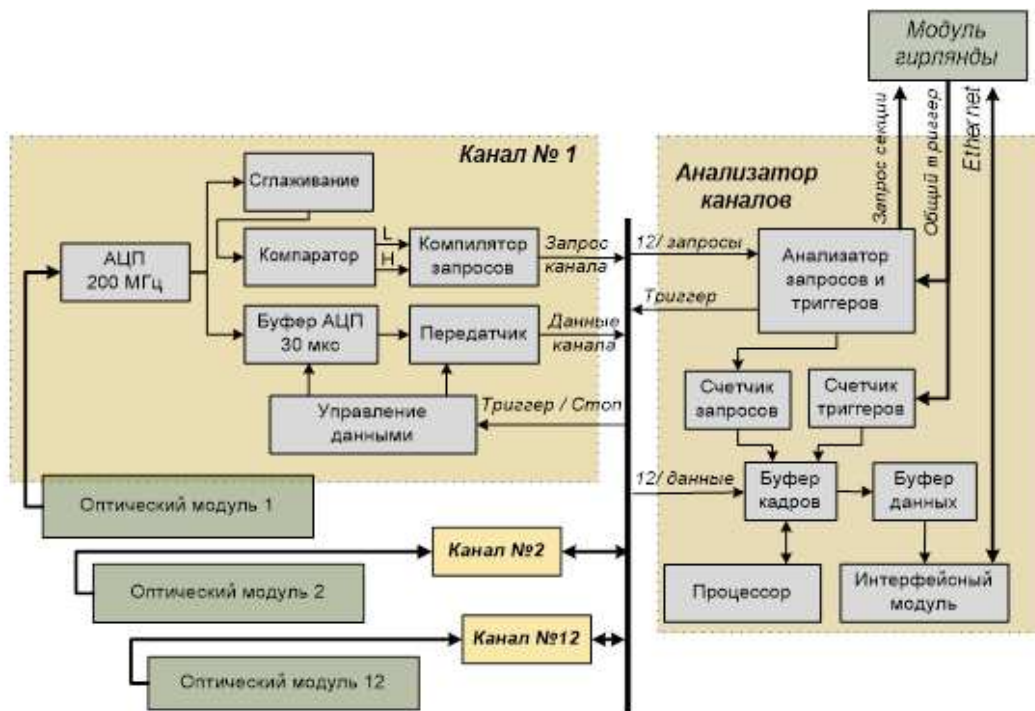 Модуль
гирлянды
Запрос секции
Общий триггер
Ethernet
Канал № 1
Сглаживание
АЦП
200 МГц
Компаратор
L
H
Компилятор
запросов
Запрос
канала
Буфер АЦП
30 мкс
Передатчик
Данные
канала
Управление
данными
Триггер / Стоп
Оптический модуль 1
Канал №2
Оптический модуль 2
Канал №12
Оптический модуль 12
Анализатор
каналов
12/ запросы
Анализатор
запросов и
триггеров
Триггер
Счетчик
запросов
Счетчик
триггеров
12/ данные
Буфер
кадров
Буфер
данных
Процессор
Интерфейсный
модуль